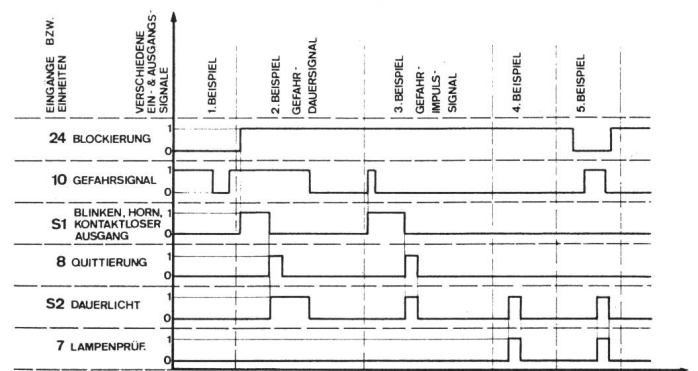 EINGÄNGE BZW.
EINHEITEN
VERSCHIEDENE
EIN- & AUSGANGS-
SIGNALE
1.BEISPIEL
2.BEISPIEL
GEFAHR-
DAUERSIGNAL
3.BEISPIEL
GEFAHR-
IMPULS-
SIGNAL
4.BEISPIEL
5.BEISPIEL
24 BLOCKIERUNG
1
0
10 GEFAHRSIGNAL
1
0
S1 BLINKEN, HORN,
KONTAKTLOSER
AUSGANG
1
0
8 QUITTIERUNG
1
0
S2 DAUERLICHT
1
0
7 LAMPENPRÜF.
1
0